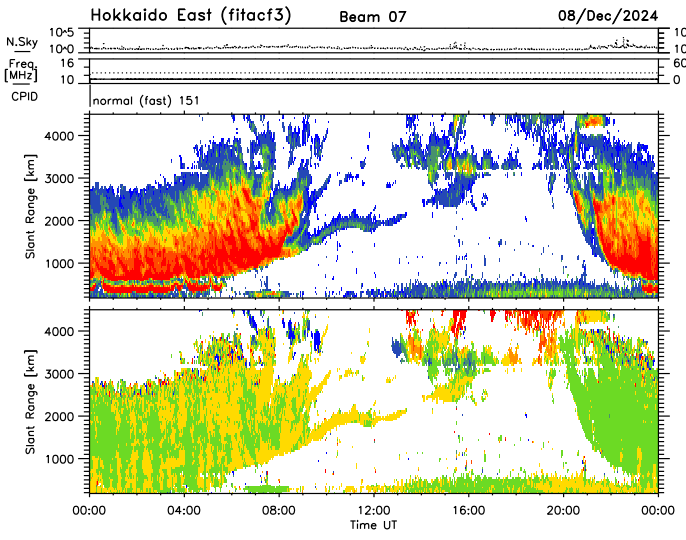 Hokkaido East (fitacf3) Beam 07 08/Dec/2024
N.Sky 10^5 10^0
Freq. [MHz] 16 10 60 0
CPID normal (fast) 151
Slant Range [km] 4000 3000 2000 1000
Slant Range [km] 4000 3000 2000 1000
00:00 04:00 08:00 12:00 16:00 20:00 00:00
Time UT